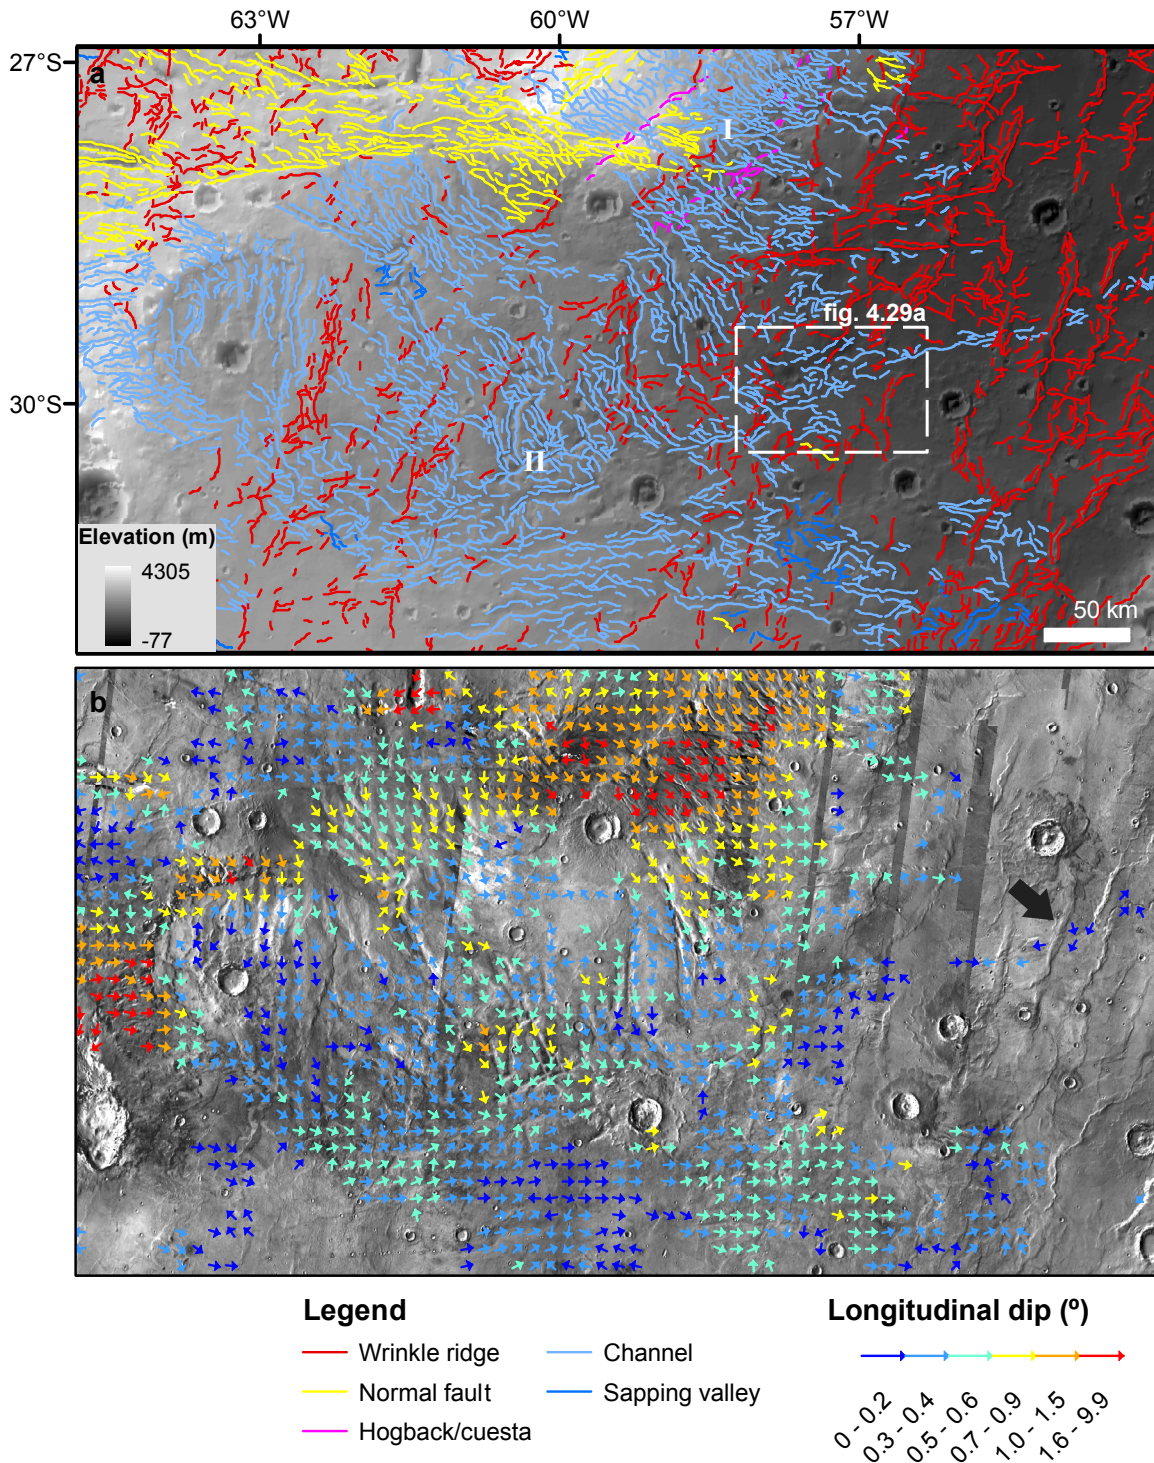 63°W 60°W 57°W
27°S
a
I
fig. 4.29a
30°S
II
Elevation (m)
4305
-77
50 km
b
Legend
Wrinkle ridge
Channel
Normal fault
Sapping valley
Hogback/cuesta
Longitudinal dip (º)
0 - 0.2
0.3 - 0.4
0.5 - 0.6
0.7 - 0.9
1.0 - 1.5
1.6 - 9.9